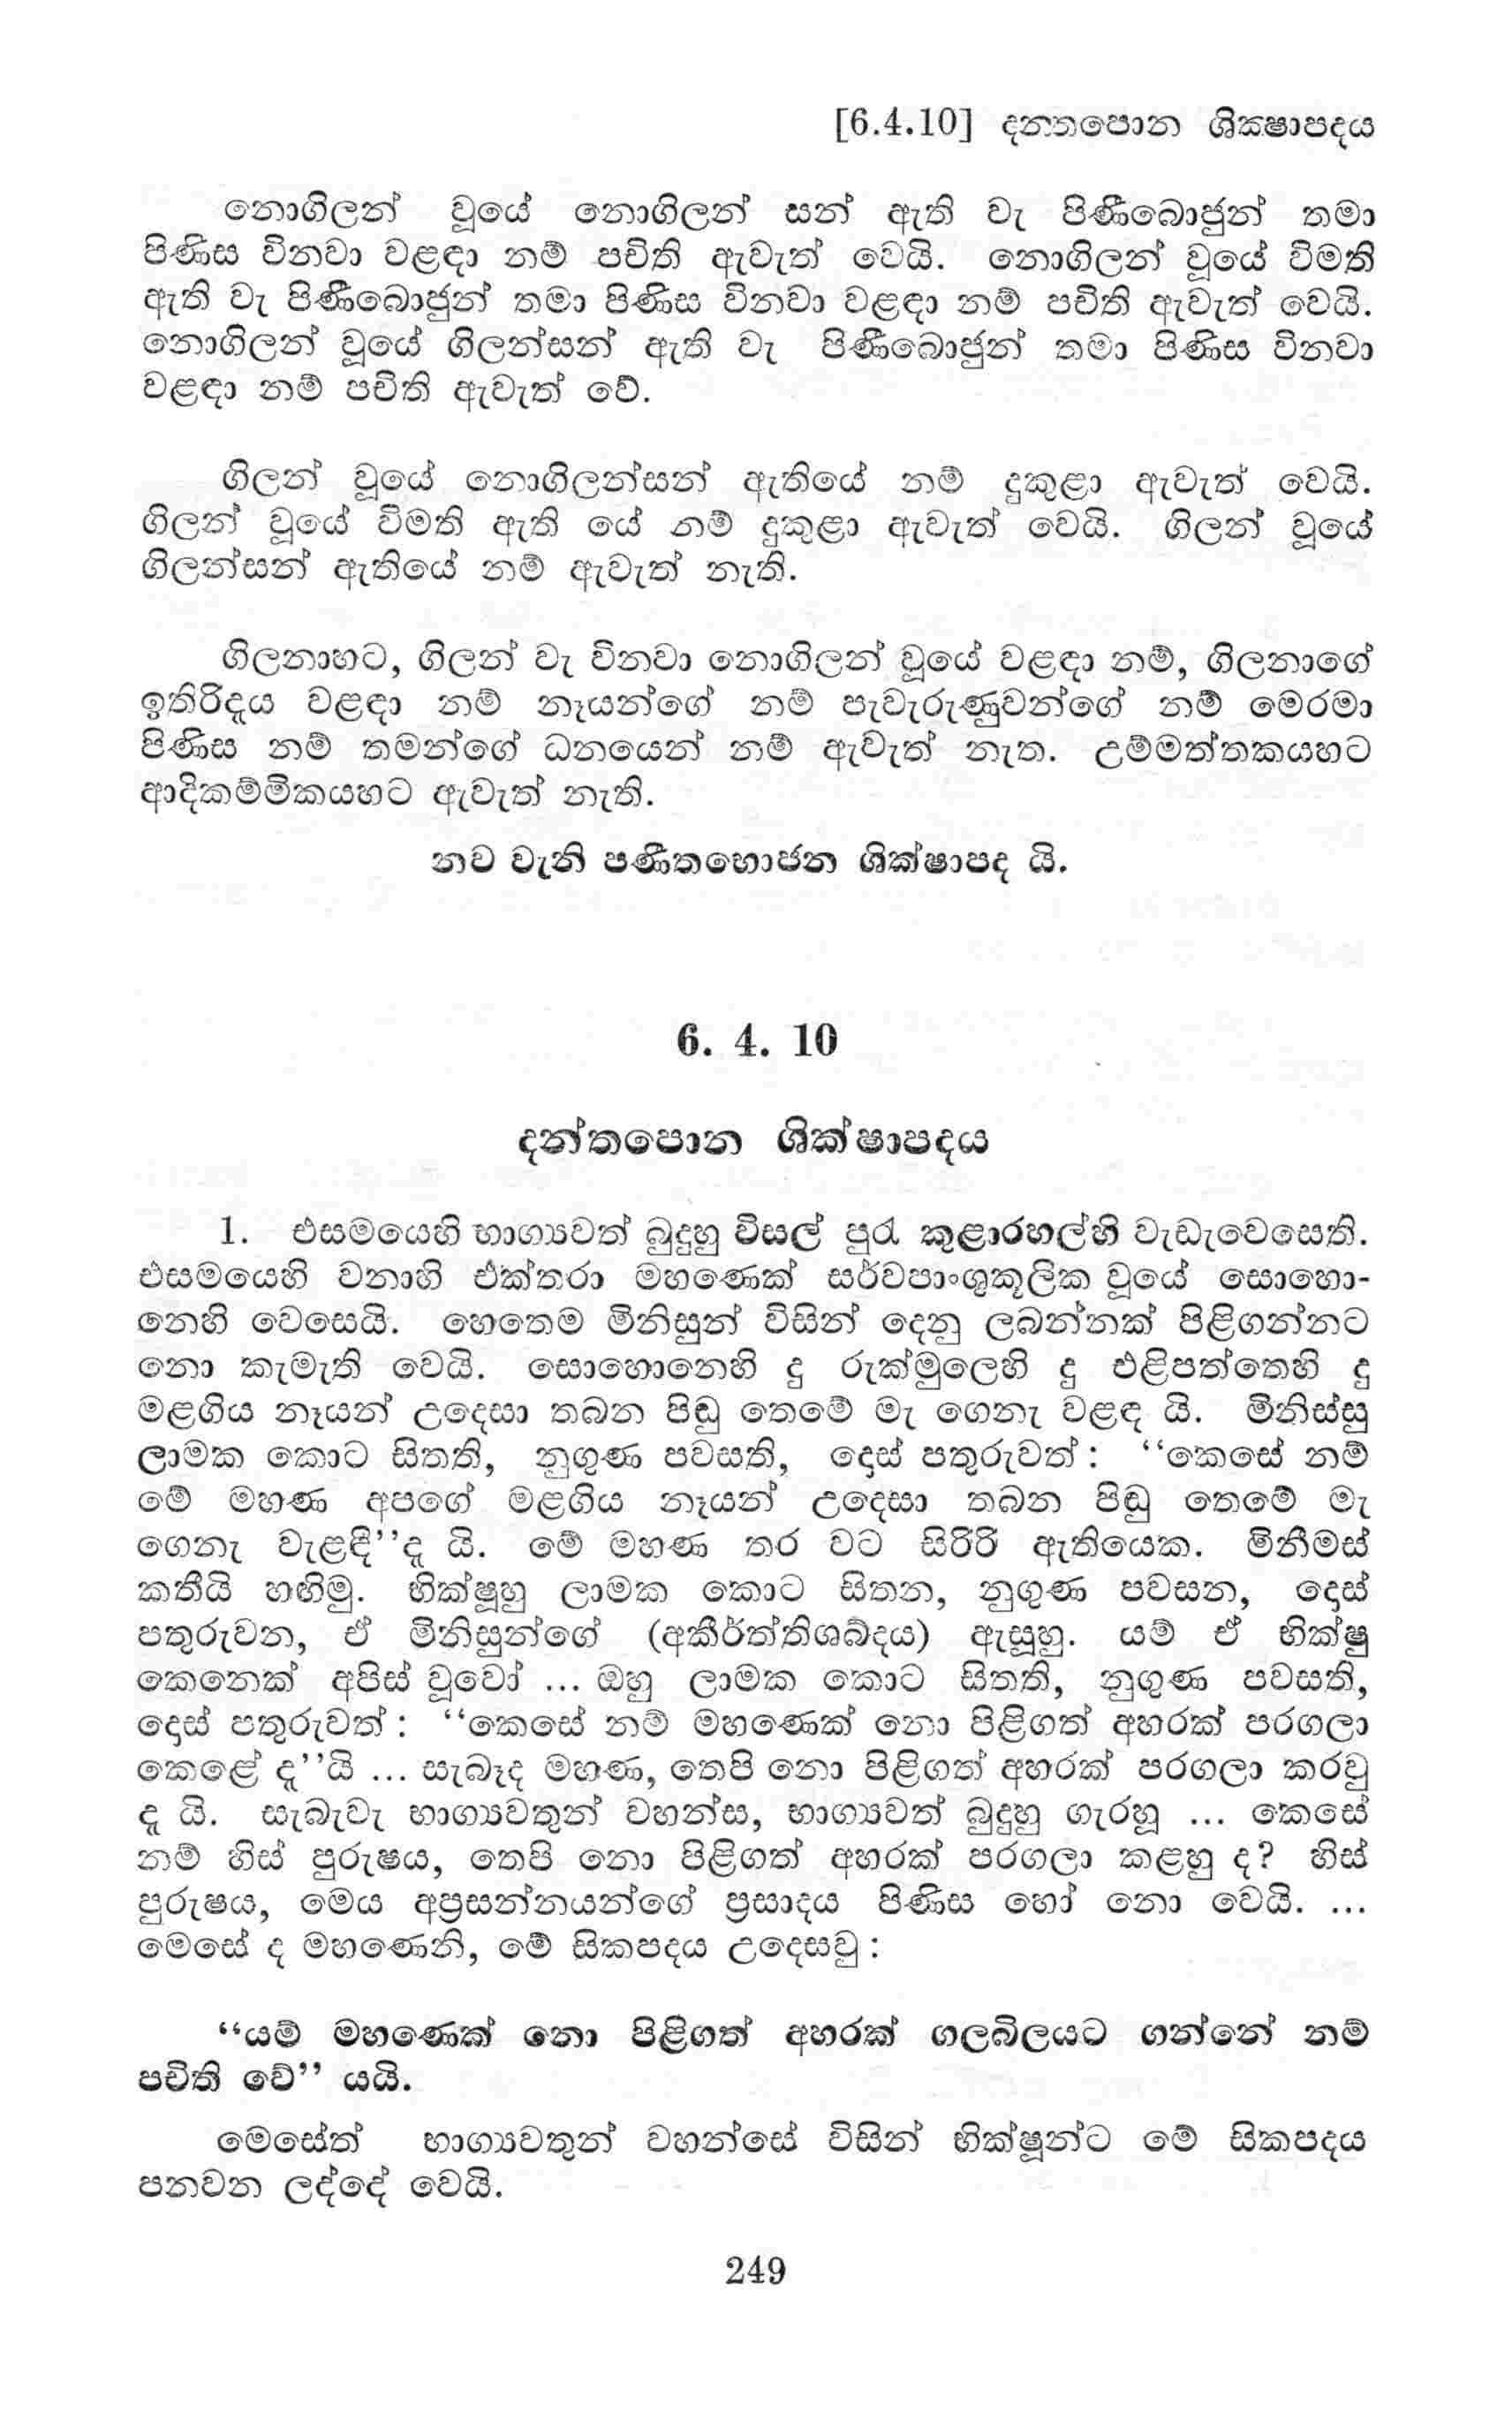 [6.4.10] දන්තපොන ශික්ෂාපදය
නොගිලන් වූයේ නොගිලන් සන් ඇති වැ පිණීබොජුන් තමා
පිණිස විනවා වළඳා නම් පචිති ඇවැත් වෙයි. නොගිලන් වූයේ විමති
ඇති වැ පිණීබොජුන් තමා පිණිස විනවා වළඳා නම් පචිති ඇවැත් වෙයි.
නොගිලන් වූයේ ගිලන්සන් ඇති වැ පිණීබොජුන් තමා පිණිස විනවා
වළඳා නම් පචිති ඇවැත් වේ.
ගිලන් වූයේ නොගිලන්සන් ඇතියේ නම් දුකුළා ඇවැත් වෙයි.
ගිලන් වූයේ විමති ඇති යේ නම් දුකුළා ඇවැත් වෙයි. ගිලන් වූයේ
ගිලන්සන් ඇතියේ නම් ඇවැත් නැති.
ගිලනාහට, ගිලන් වැ විනවා නොගිලන් වූයේ වළඳා නම්, ගිලනාගේ
ඉතිරිදැය වළඳා නම් නෑයන්ගේ නම් පැවැරුණුවන්ගේ නම් මෙරමා
පිණිස නම් තමන්ගේ ධනයෙන් නම් ඇවැත් නැත. උම්මත්තකයහට
ආදිකම්මිකයහට ඇවැත් නැති.
නව වැනි පණීතභොජන ශික්ෂාපද යි.
6. 4. 10
දන්තපොන ශික්ෂාපදය
1. එසමයෙහි භාග්‍යවත් බුදුහු විසල් පුරැ කුළාරහල්හි වැඩැවෙසෙති.
එසමයෙහි වනාහි එක්තරා මහණෙක් සර්වපාංශුකූලික වූයේ සොහො-
නෙහි වෙසෙයි. හෙතෙම මිනිසුන් විසින් දෙනු ලබන්නක් පිළිගන්නට
නො කැමැති වෙයි. සොහොනෙහි දු රුක්මුලෙහි දු එළිපත්තෙහි දු
මළගිය නෑයන් උදෙසා තබන පිඬු තෙමේ මැ ගෙනැ වළඳ යි. මිනිස්සු
ලාමක කොට සිතති, නුගුණ පවසති, දොස් පතුරුවත් : “කෙසේ නම්
මේ මහණ අපගේ මළගිය නෑයන් උදෙසා තබන පිඬු තෙමේ මැ
ගෙනැ වැළඳී”දැ යි. මේ මහණ තර වට සිරිරි ඇතියෙක. මිනීමස්
කතීයි හඟිමු. භික්ෂූහු ලාමක කොට සිතන, නුගුණ පවසන, දොස්
පතුරුවන, ඒ මිනිසුන්ගේ (අකීර්ත්තිශබ්දය) ඇසූහු. යම් ඒ භික්ෂු
කෙනෙක් අපිස් වූවෝ ... ඔහු ලාමක කොට සිතති, නුගුණ පවසති,
දොස් පතුරුවත් : “කෙසේ නම් මහණෙක් නො පිළිගත් අහරක් පරගලා
කෙළේ දැ”යි ... සැබෑද මහණ, තෙපි නො පිළිගත් අහරක් පරගලා කරවු
දැ යි. සැබැවැ භාග්‍යවතුන් වහන්ස, භාග්‍යවත් බුදුහු ගැරහූ ... කෙසේ
නම් හිස් පුරුෂය, තෙපි නො පිළිගත් අහරක් පරගලා කළහු ද? හිස්
පුරුෂය, මෙය අප්‍රසන්නයන්ගේ ප්‍රසාදය පිණිස හෝ නො වෙයි. ...
මෙසේ ද මහණෙනි, මේ සිකපදය උදෙසවු :
“යම් මහණෙක් නො පිළිගත් අහරක් ගලබිලයට ගන්නේ නම්
පචිති වේ” යයි.
මෙසේත් භාග්‍යවතුන් වහන්සේ විසින් භික්ෂූන්ට මේ සිකපදය
පනවන ලද්දේ වෙයි.
249